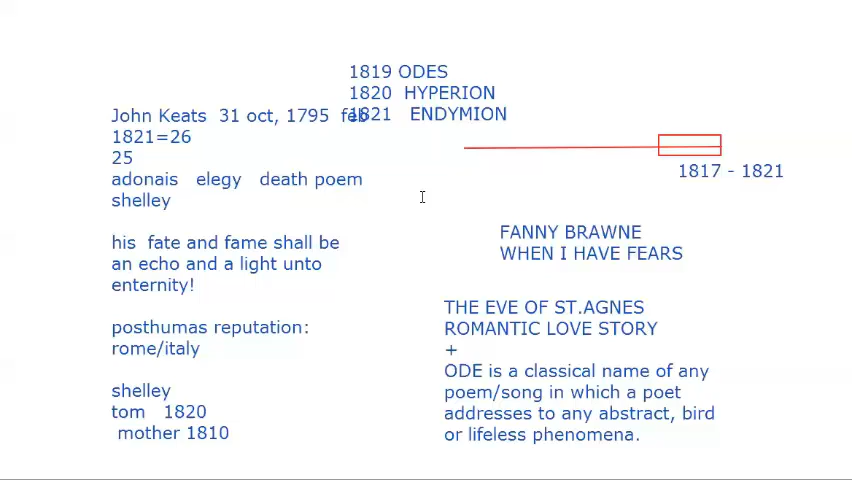 1819 ODES
1820 HYPERION
1821 ENDYMION
John Keats 31 oct, 1795 feb
1821=26
25
adonais elegy death poem
shelley
his fate and fame shall be
an echo and a light unto
enternity!
posthumas reputation:
rome/italy
shelley
tom 1820
mother 1810
1817 - 1821
FANNY BRAWNE
WHEN I HAVE FEARS
THE EVE OF ST.AGNES
ROMANTIC LOVE STORY
+
ODE is a classical name of any
poem/song in which a poet
addresses to any abstract, bird
or lifeless phenomena.